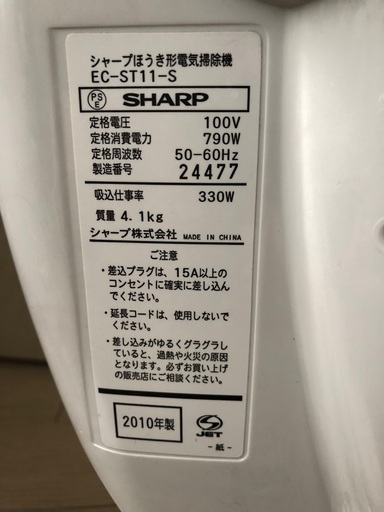 シャープほうき形電気掃除機
EC-ST11-S
PS E SHARP
定格電圧 100V
定格消費電力 790W
定格周波数 50-60Hz
製造番号 24477
吸込仕事率 330W
質量 4.1kg
シャープ株式会社 MADE IN CHINA
ご注意
・差込プラグは、15A以上の
コンセントに確実に差し込ん
でください。
・延長コードは、使用しないで
ください。
・差し込みがゆるくグラグラし
ていると、過熱や火災の原因
となります。必ずお買い上げ
の販売店にご相談ください。
2010年製
JET
-紙-